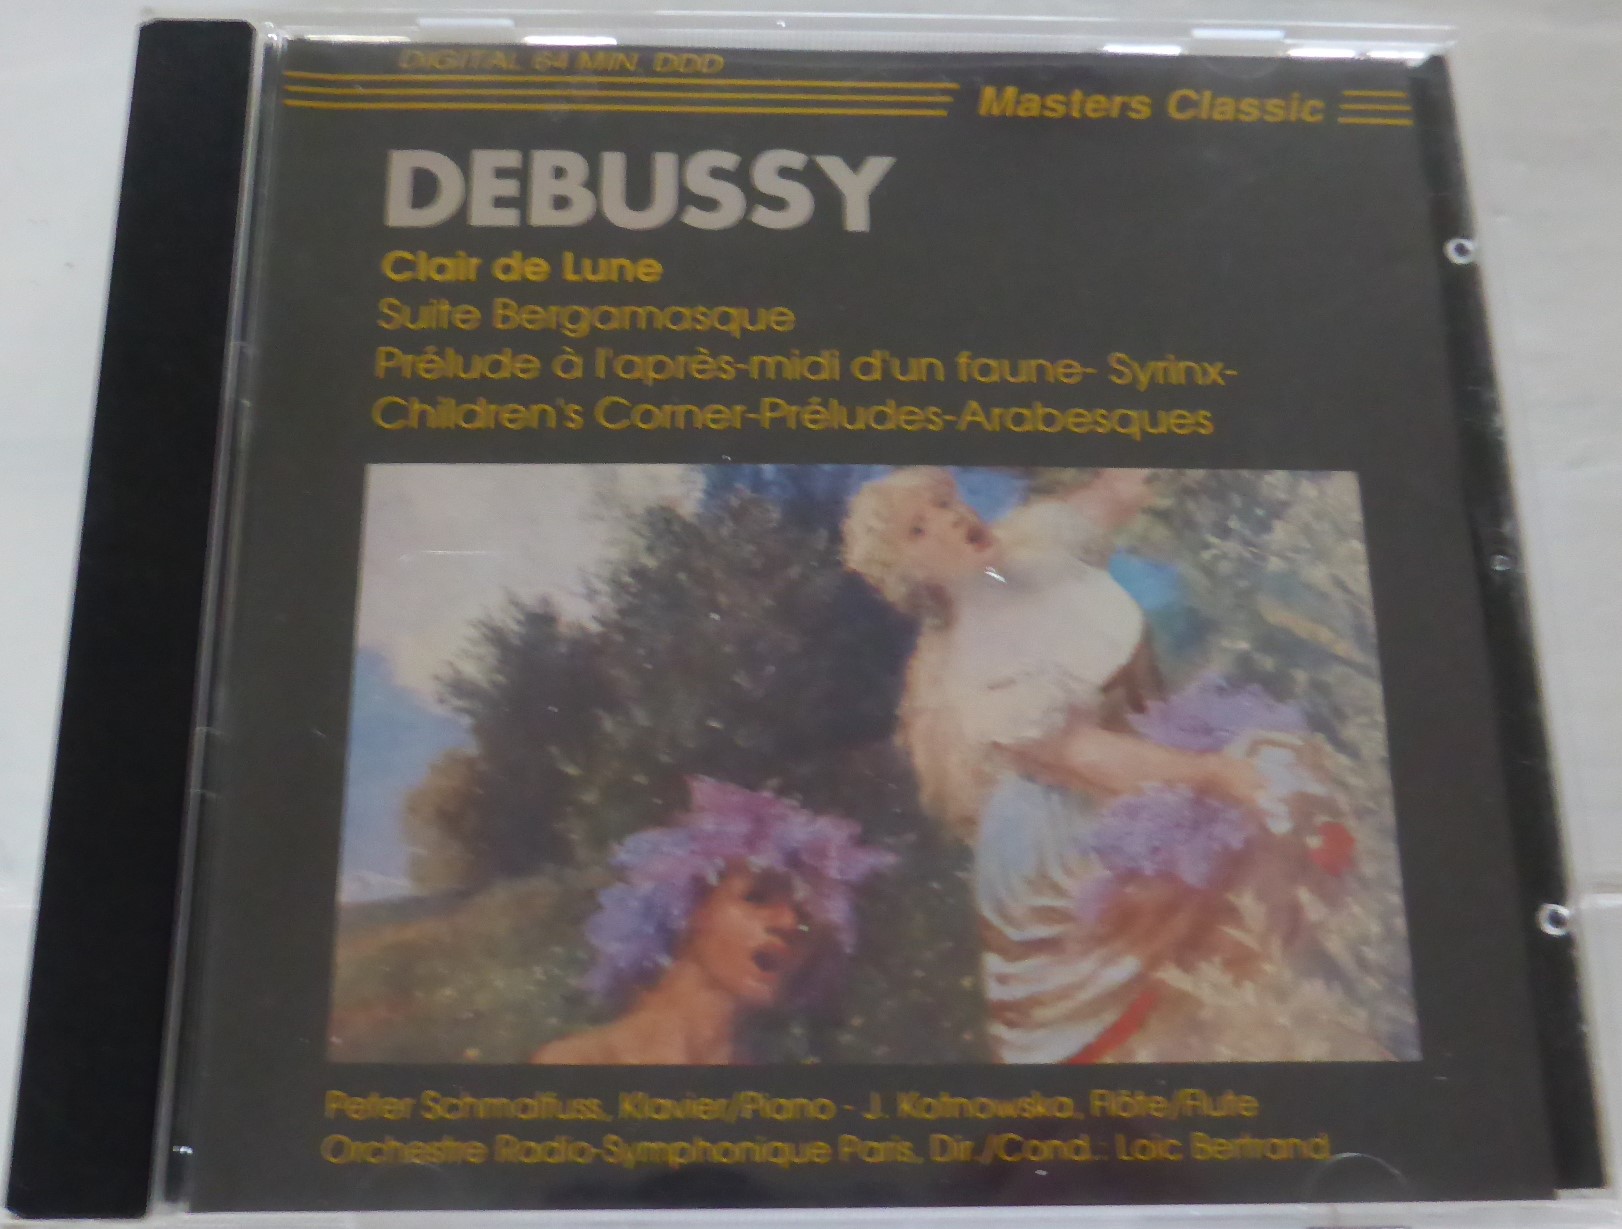 DIGITAL 64 MIN. DDD
Masters Classic
DEBUSSY
Clair de Lune
Suite Bergamasque
Prélude à l'après-midi d'un faune- Syrinx-
Children's Corner-Préludes-Arabesques
Peter Schmalfuss, Klavier/Piano - J. Kotnowska, Flöte/Flute
Orchestre Radio-Symphonique Paris, Dir./Cond.: Loic Bertrand